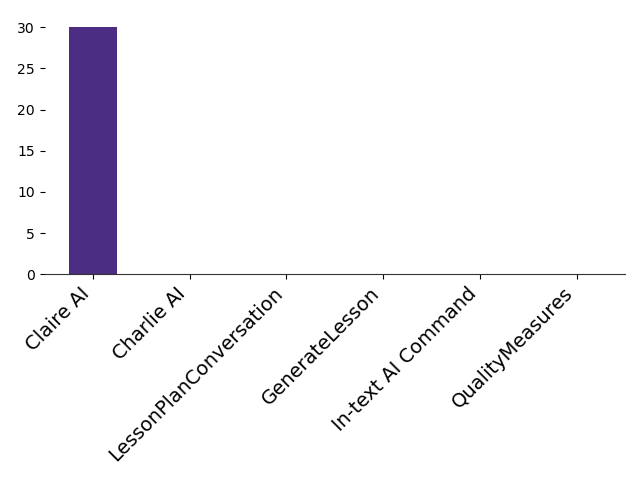 30
25
20
15
10
5
0
Claire AI
Charlie AI
LessonPlanConversation
GenerateLesson
In-text AI Command
QualityMeasures